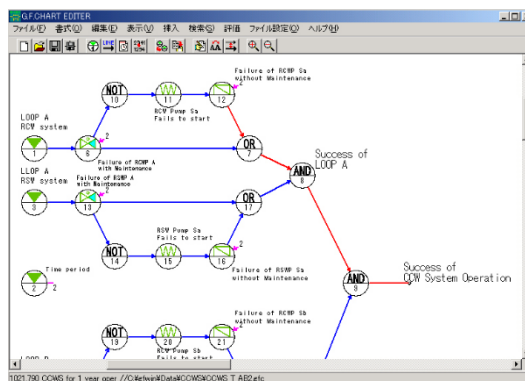 G.F.CHART EDITER
ファイル(F) 書式(O) 編集(E) 表示(V) 挿入 検索(S) 評価 ファイル設定(O) ヘルプ(H)
LINE
AA
Failure of RCWP Sa
without Maintenance
NOT
10
11
12
2
RCW Pump Sa
Fails to start
LOOP A
RCW system
1
6
2
Failure of RCWP A
with Maintenance
OR
7
Success of
LOOP A
AND
8
LLOP A
RSW system
3
Failure of RSWP A
with Maintenance
13
2
OR
17
RSW Pump Sa
Fails to start
NOT
14
15
16
2
Failure of RSWP Sa
without Maintenance
Time period
2
2
Success of
CCW System Operation
AND
9
Failure of RCWP Sb
without Maintenance
NOT
19
20
21
2
RCW Pump Sb
Fails to start
1021 790 CCWS for 1 year oper